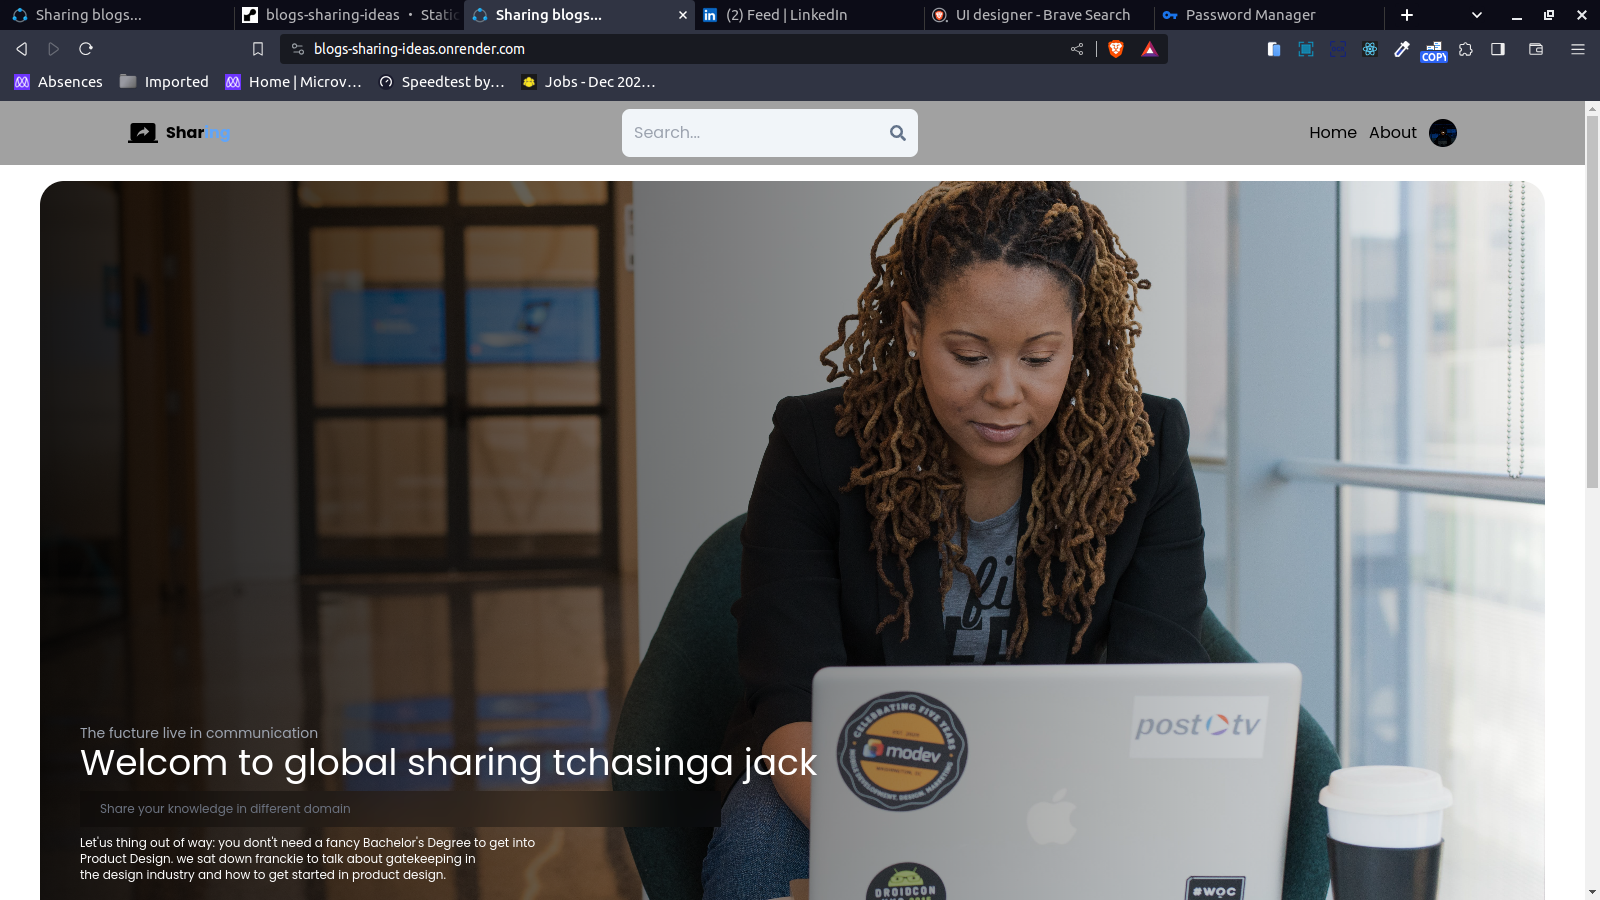 Sharing blogs...
blogs-sharing-ideas • Static
Sharing blogs...
(2) Feed | LinkedIn
UI designer - Brave Search
Password Manager
blogs-sharing-ideas.onrender.com
COPY
Absences
Imported
Home | Microv...
Speedtest by...
Jobs - Dec 202...
Sharing
Search...
Home
About
CELEBRATING FIVE YEARS
modev
MOBILE DEVELOPMENT. DESIGN. MARKETING
post tv
The fucture live in communication
Welcom to global sharing tchasinga jack
Share your knowledge in different domain
Let'us thing out of way: you dont't need a fancy Bachelor's Degree to get into
Product Design. we sat down franckie to talk about gatekeeping in
the design industry and how to get started in product design.
DROIDCON
#WOC